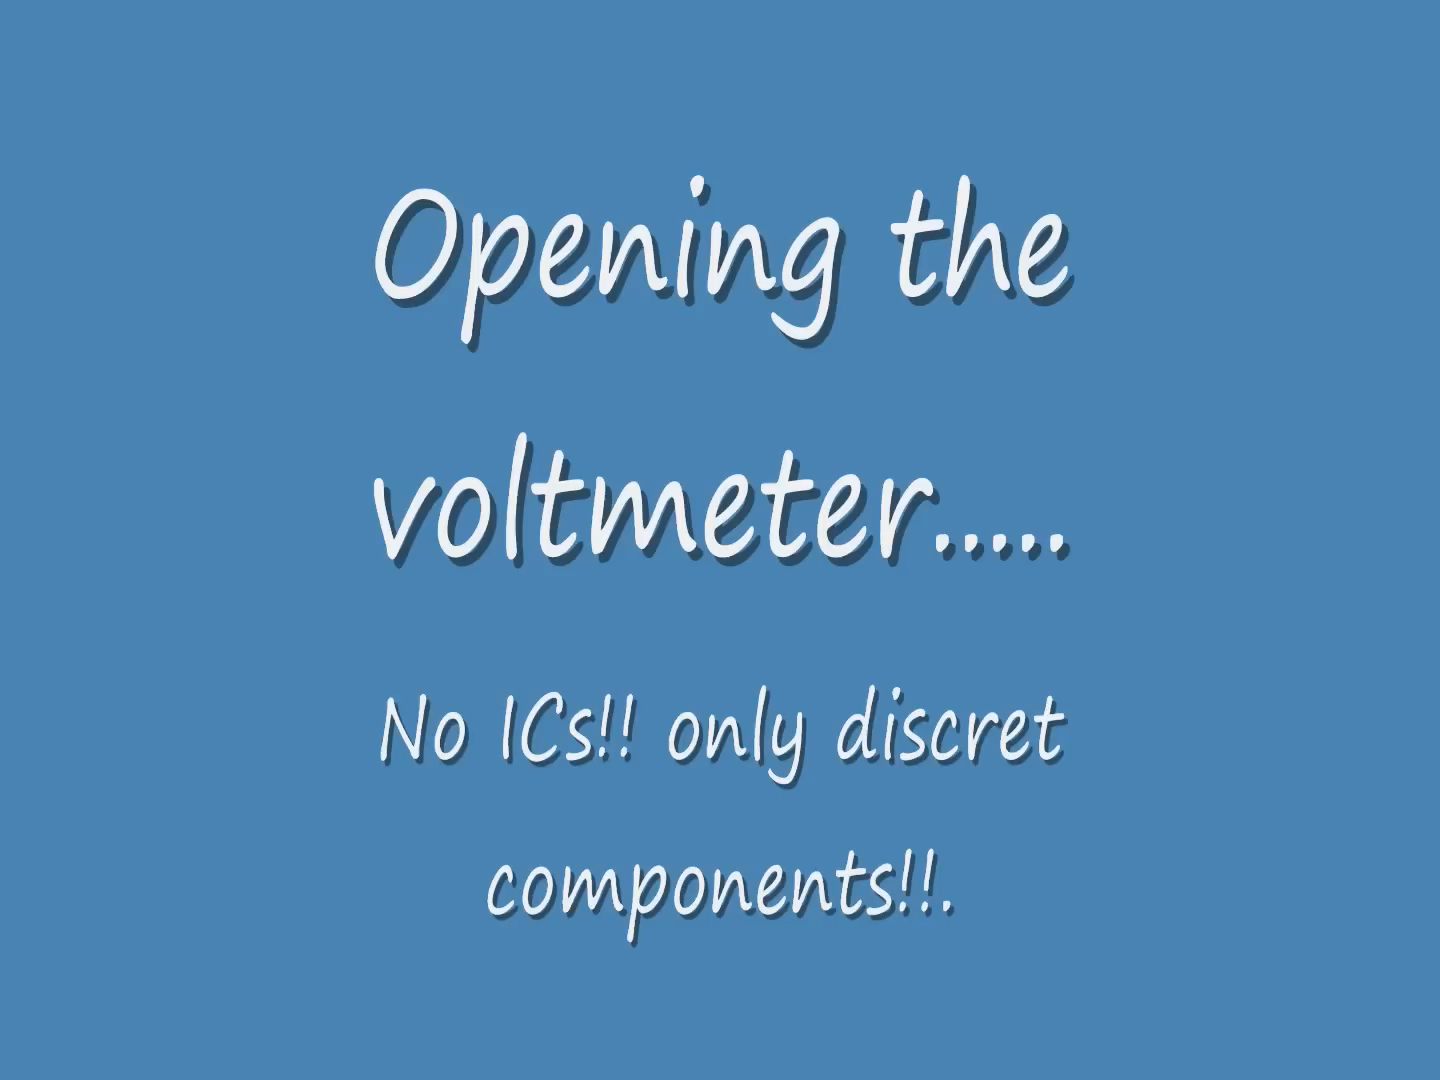 Opening the
voltmeter.....
No ICs!! only discret
components!!.